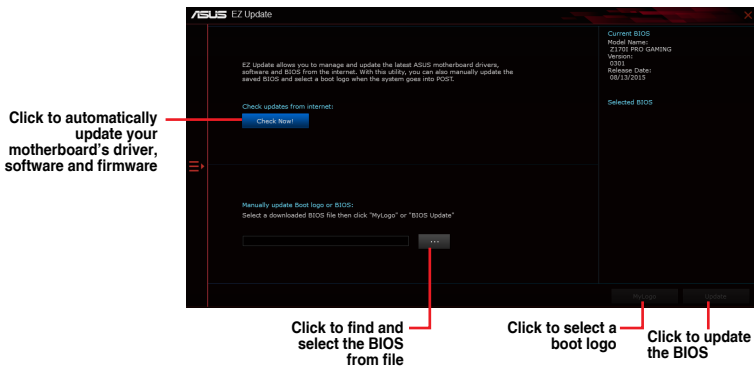 ASUS EZ Update
Current BIOS
Model Name:
Z170I PRO GAMING
Version:
0301
Release Date:
08/13/2015
Selected BIOS
EZ Update allows you to manage and update the latest ASUS motherboard drivers,
software and BIOS from the internet. With this utility, you can also manually update the
saved BIOS and select a boot logo when the system goes into POST.
Check updates from internet:
Check Now!
Click to automatically
update your
motherboard's driver,
software and firmware
Manually update Boot logo or BIOS:
Select a downloaded BIOS file then click "MyLogo" or "BIOS Update"
...
MyLogo
Update
Click to find and
select the BIOS
from file
Click to select a
boot logo
Click to update
the BIOS